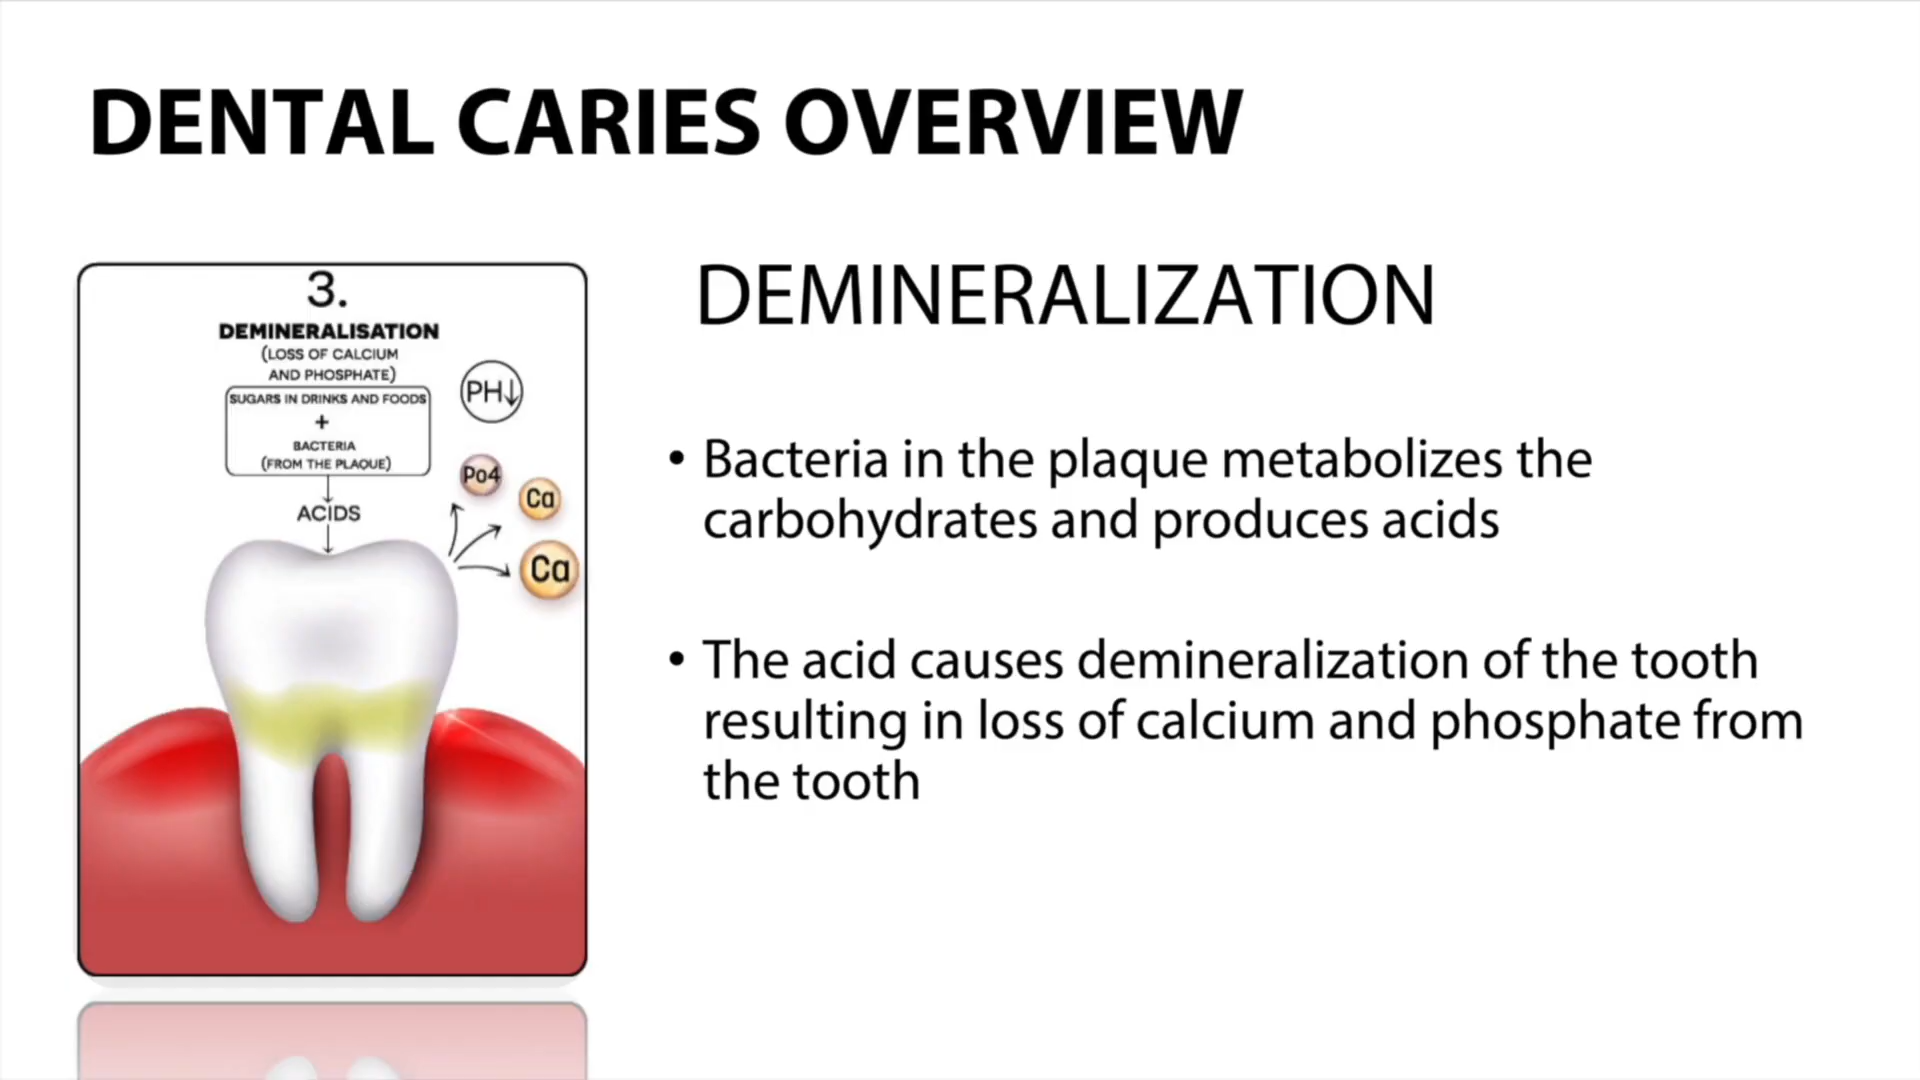 DENTAL CARIES OVERVIEW
3.
DEMINERALISATION
(LOSS OF CALCIUM
AND PHOSPHATE)
SUGARS IN DRINKS AND FOODS
+
BACTERIA
(FROM THE PLAQUE)
ACIDS
PH↓
Po4
Ca
Ca
DEMINERALIZATION
• Bacteria in the plaque metabolizes the
carbohydrates and produces acids
• The acid causes demineralization of the tooth
resulting in loss of calcium and phosphate from
the tooth